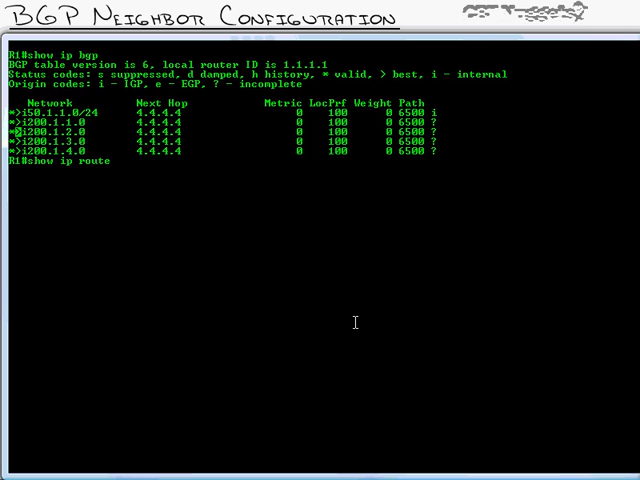 BGP NEIGHBOR CONFIGURATION
R1#show ip bgp
BGP table version is 6, local router ID is 1.1.1.1
Status codes: s suppressed, d damped, h history, * valid, > best, i - internal
Origin codes: i - IGP, e - EGP, ? - incomplete
Network Next Hop Metric LocPrf Weight Path
*>i50.1.1.0/24 4.4.4.4 0 100 0 6500 i
*>i200.1.1.0 4.4.4.4 0 100 0 6500 ?
*>i200.1.2.0 4.4.4.4 0 100 0 6500 ?
*>i200.1.3.0 4.4.4.4 0 100 0 6500 ?
*>i200.1.4.0 4.4.4.4 0 100 0 6500 ?
R1#show ip route